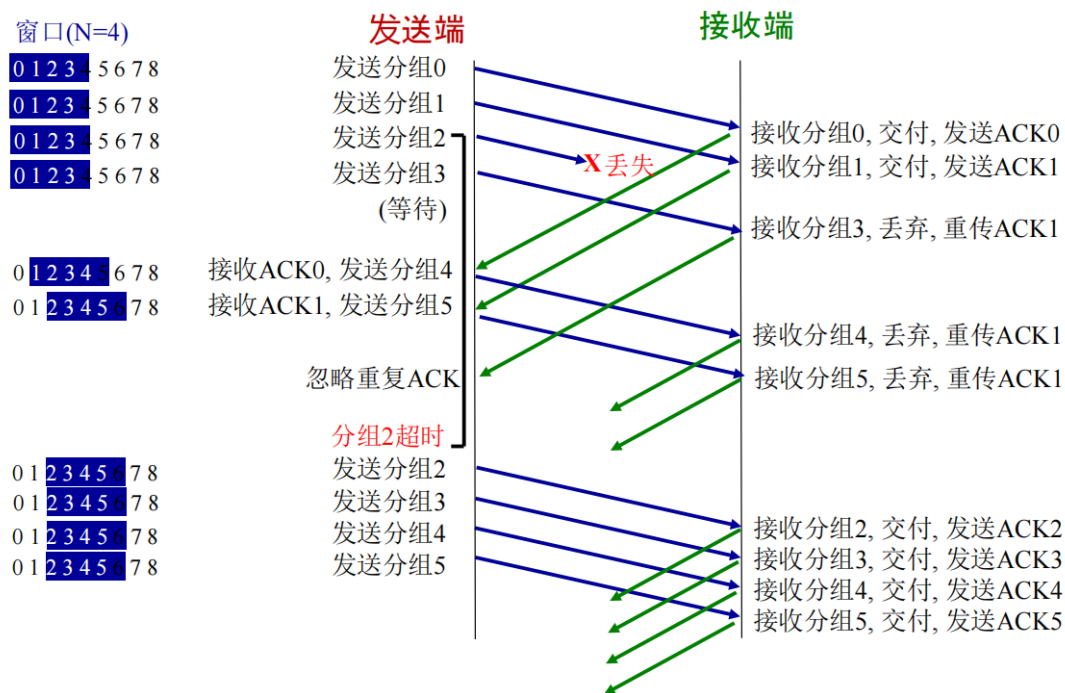 窗口(N=4) 发送端 接收端
0 1 2 3 4 5 6 7 8 发送分组0
0 1 2 3 4 5 6 7 8 发送分组1
接收分组0, 交付, 发送ACK0
0 1 2 3 4 5 6 7 8 发送分组2
X丢失
接收分组1, 交付, 发送ACK1
0 1 2 3 4 5 6 7 8 发送分组3
(等待)
接收分组3, 丢弃, 重传ACK1
0 1 2 3 4 5 6 7 8 接收ACK0, 发送分组4
0 1 2 3 4 5 6 7 8 接收ACK1, 发送分组5
接收分组4, 丢弃, 重传ACK1
忽略重复ACK
接收分组5, 丢弃, 重传ACK1
分组2超时
0 1 2 3 4 5 6 7 8 发送分组2
0 1 2 3 4 5 6 7 8 发送分组3
0 1 2 3 4 5 6 7 8 发送分组4
接收分组2, 交付, 发送ACK2
0 1 2 3 4 5 6 7 8 发送分组5
接收分组3, 交付, 发送ACK3
接收分组4, 交付, 发送ACK4
接收分组5, 交付, 发送ACK5